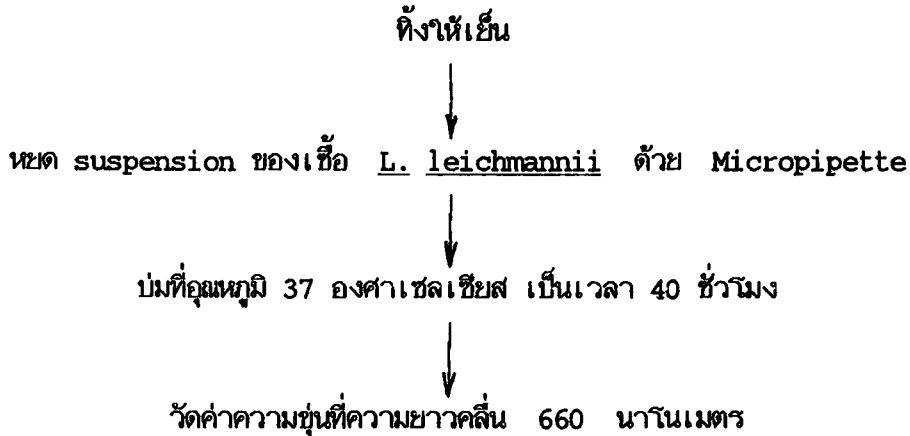 ทิ้งให้เย็น
หยด suspension ของเชื้อ L. leichmannii ด้วย Micropipette
บ่มที่อุณหภูมิ 37 องศาเซลเซียส เป็นเวลา 40 ชั่วโมง
วัดค่าความขุ่นที่ความยาวคลื่น 660 นาโนเมตร